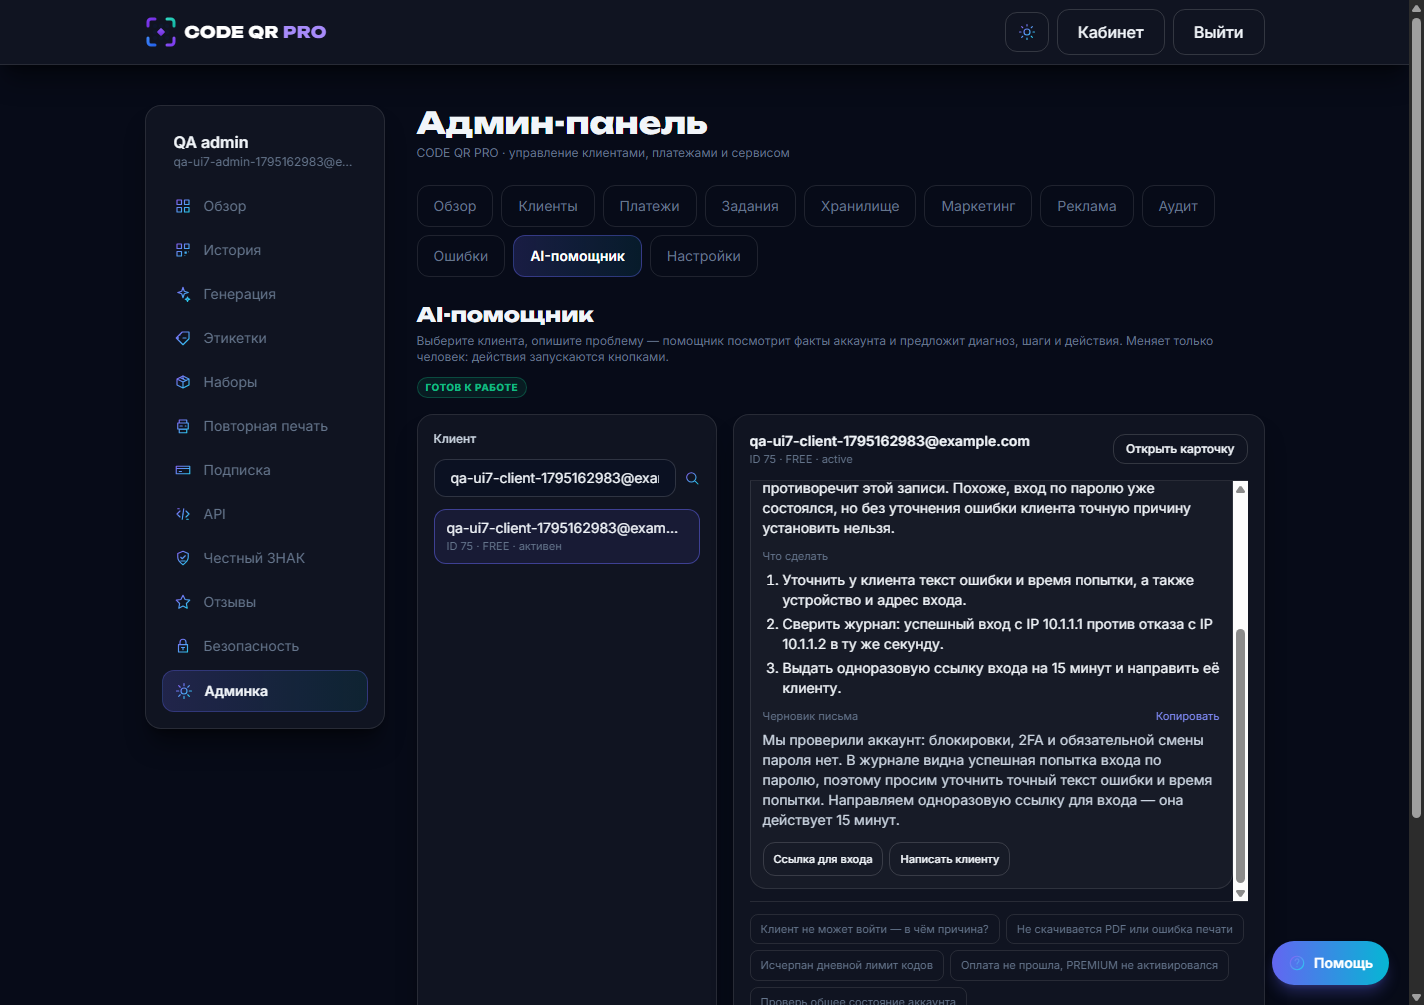 CODE QR PRO
Кабинет
Выйти
QA admin
qa-ui7-admin-1795162983@e...
Обзор
История
Генерация
Этикетки
Наборы
Повторная печать
Подписка
API
Честный ЗНАК
Отзывы
Безопасность
Админка
Админ-панель
CODE QR PRO · управление клиентами, платежами и сервисом
Обзор
Клиенты
Платежи
Задания
Хранилище
Маркетинг
Реклама
Аудит
Ошибки
AI-помощник
Настройки
AI-помощник
Выберите клиента, опишите проблему — помощник посмотрит факты аккаунта и предложит диагноз, шаги и действия. Меняет только
человек: действия запускаются кнопками.
ГОТОВ К РАБОТЕ
Клиент
qa-ui7-client-1795162983@exa
qa-ui7-client-1795162983@exam...
ID 75 · FREE · активен
qa-ui7-client-1795162983@example.com
ID 75 · FREE · active
Открыть карточку
противоречит этой записи. Похоже, вход по паролю уже
состоялся, но без уточнения ошибки клиента точную причину
установить нельзя.
Что сделать
1. Уточнить у клиента текст ошибки и время попытки, а также
устройство и адрес входа.
2. Сверить журнал: успешный вход с IP 10.1.1.1 против отказа с IP
10.1.1.2 в ту же секунду.
3. Выдать одноразовую ссылку входа на 15 минут и направить её
клиенту.
Черновик письма
Копировать
Мы проверили аккаунт: блокировки, 2FA и обязательной смены
пароля нет. В журнале видна успешная попытка входа по
паролю, поэтому просим уточнить точный текст ошибки и время
попытки. Направляем одноразовую ссылку для входа — она
действует 15 минут.
Ссылка для входа
Написать клиенту
Клиент не может войти — в чём причина?
Не скачивается PDF или ошибка печати
Исчерпан дневной лимит кодов
Оплата не прошла, PREMIUM не активировался
Проверь общее состояние аккаунта
Помощь